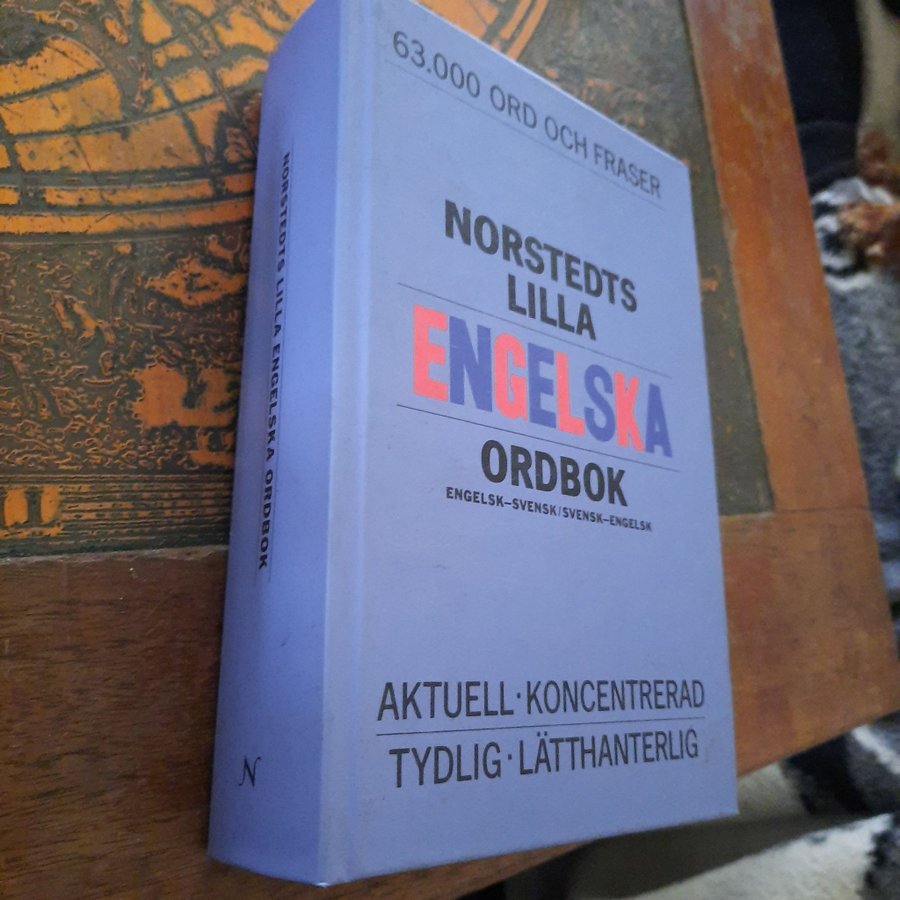 63.000 ORD OCH FRASER
NORSTEDTS
LILLA
ENGELSKA
ORDBOK
ENGELSK–SVENSK/SVENSK–ENGELSK
AKTUELL·KONCENTRERAD
TYDLIG·LÄTTHANTERLIG
NORSTEDTS LILLA ENGELSKA ORDBOK
N